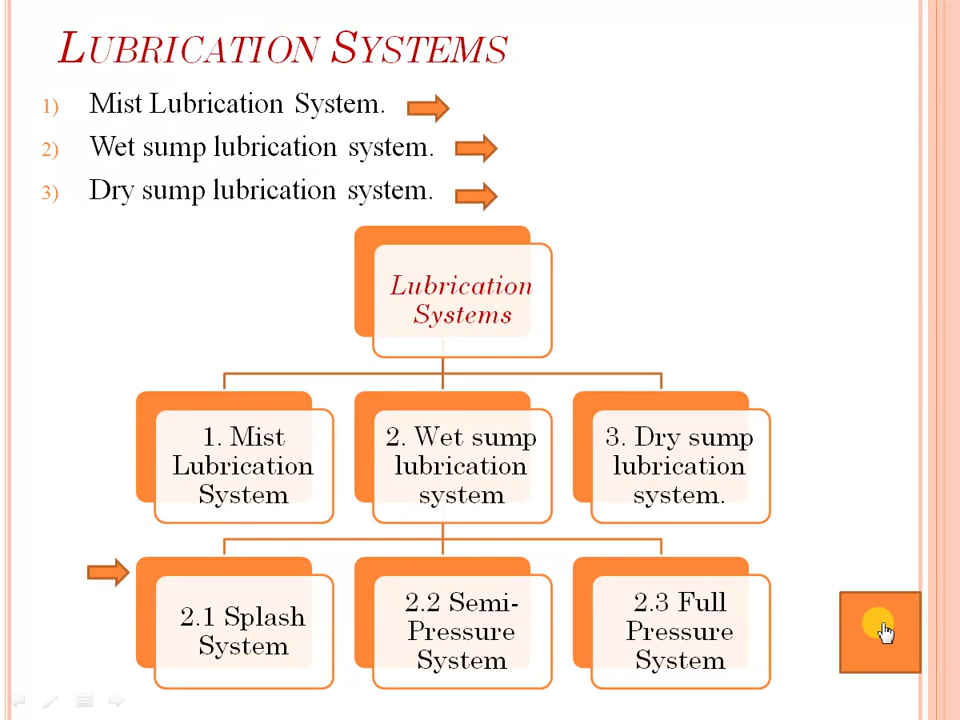 LUBRICATION SYSTEMS
1) Mist Lubrication System.
2) Wet sump lubrication system.
3) Dry sump lubrication system.
Lubrication
Systems
1. Mist
Lubrication
System
2. Wet sump
lubrication
system
3. Dry sump
lubrication
system.
2.1 Splash
System
2.2 Semi-
Pressure
System
2.3 Full
Pressure
System